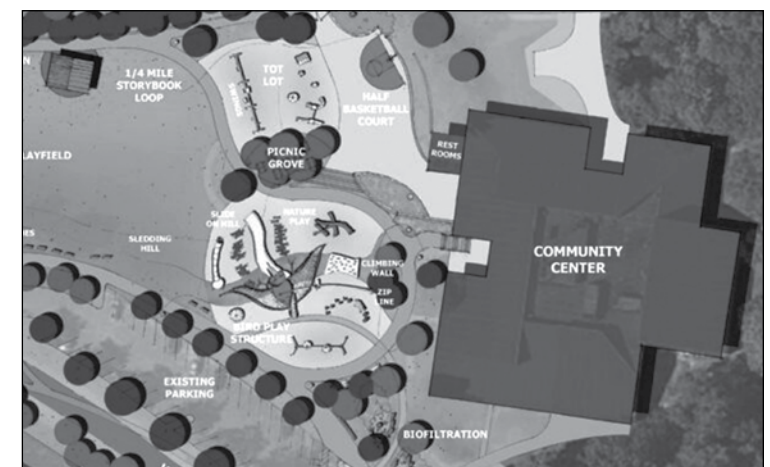 1/4 MILE
STORYBOOK
LOOP
TOT
LOT
SWINGS
HALF
BASKETBALL
COURT
REST
ROOMS
PICNIC
GROVE
LAYFIELD
SLIDE
ON HILL
NATURE
PLAY
SLEDDING
HILL
CLIMBING
WALL
ZIP
LINE
COMMUNITY
CENTER
BIRD PLAY
STRUCTURE
EXISTING
PARKING
BIOFILTRATION